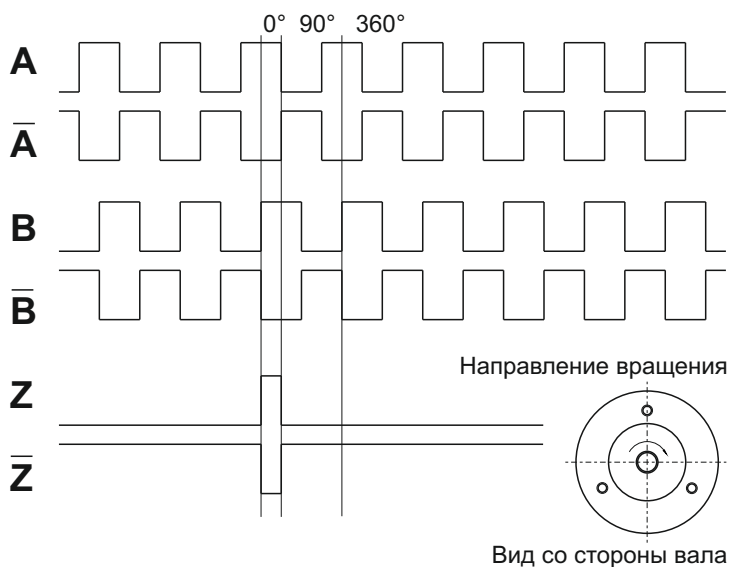 0° 90° 360°
A
A̅
B
B̅
Z
Z̅
Направление вращения
Вид со стороны вала